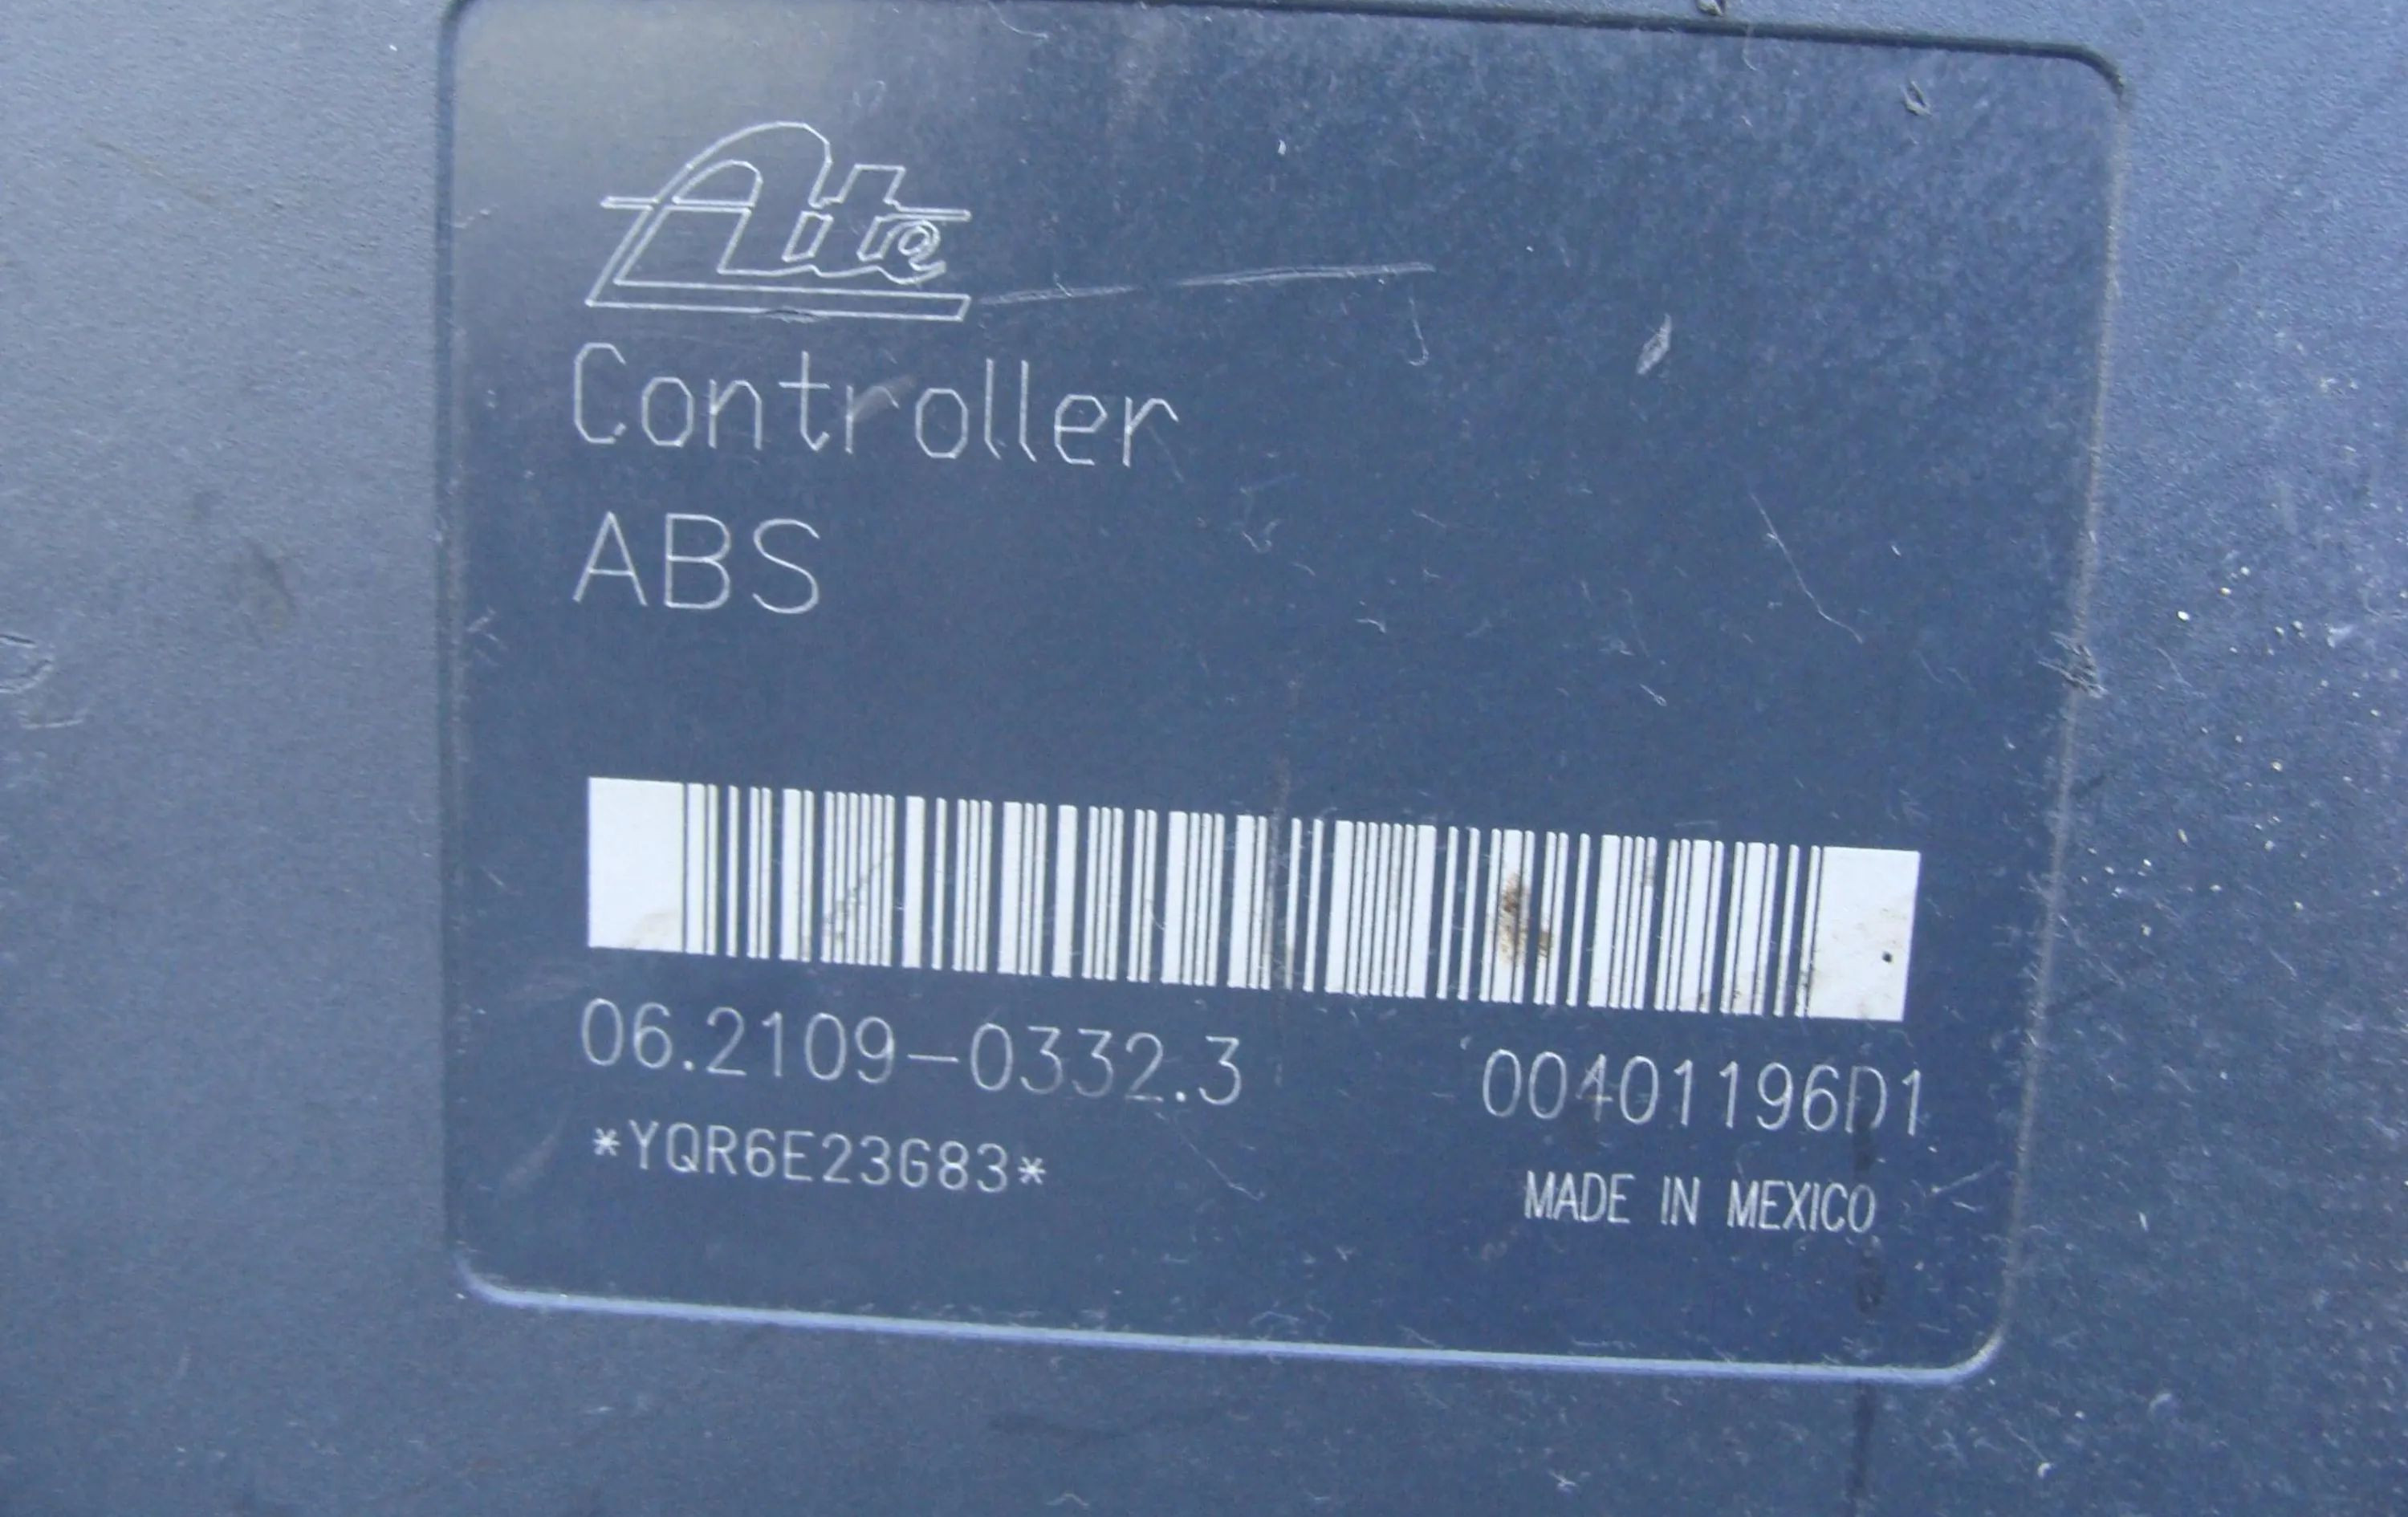 Ate
Controller
ABS
06.2109-0332.3 00401196D1
*YQR6E23G83*
MADE IN MEXICO